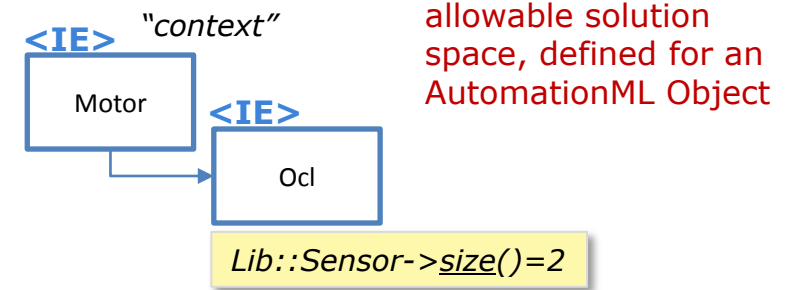 <IE>
“context”
Motor
<IE>
Ocl
Lib::Sensor->size()=2
allowable solution
space, defined for an
AutomationML Object